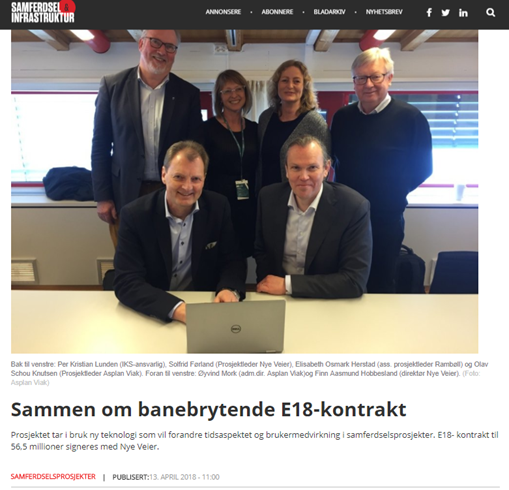 SAMFERDSEL
INFRASTRUKTUR
ANNONSERE • ABONNERE • BLADARKIV • NYHETSBREV
DELL
Bak til venstre: Per Kristian Lunden (IKS-ansvarlig), Solfrid Førland (Prosjektleder Nye Veier), Elisabeth Osmark Herstad (ass. prosjektleder Rambøll) og Olav
Schou Knutsen (Prosjektleder Asplan Viak). Foran til venstre: Øyvind Mork (adm.dir. Asplan Viak)og Finn Aasmund Hobbesland (direktør Nye Veier). (Foto:
Asplan Viak)
Sammen om banebrytende E18-kontrakt
Prosjektet tar i bruk ny teknologi som vil forandre tidsaspektet og brukermedvirkning i samferdselsprosjekter. E18- kontrakt til
56,5 millioner signeres med Nye Veier.
SAMFERDSELSPROSJEKTER | PUBLISERT:13. APRIL 2018 - 11:00